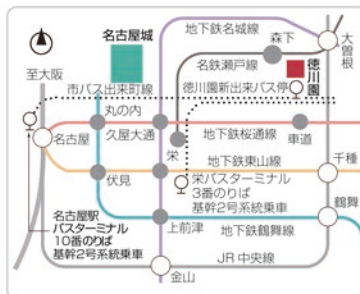 名古屋城
地下鉄名城線
大曽根
森下
名鉄瀬戸線
徳川園
至大阪
市バス出来町線
徳川園新出来バス停
丸の内
名古屋
久屋大通
栄
地下鉄桜通線
車道
地下鉄東山線
千種
伏見
栄バスターミナル
3番のりば
基幹2号系統乗車
鶴舞
名古屋駅
バスターミナル
10番のりば
基幹2号系統乗車
上前津
地下鉄鶴舞線
JR中央線
金山